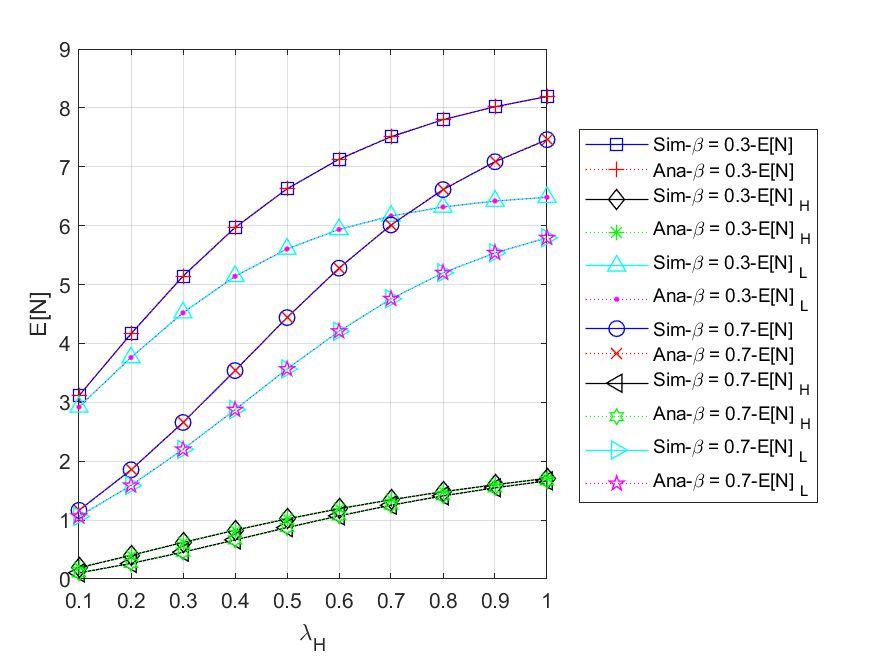 9
8
7
6
5
4
3
2
1
0
E[N]
0.1 0.2 0.3 0.4 0.5 0.6 0.7 0.8 0.9 1
λH
Sim-β = 0.3-E[N]
Ana-β = 0.3-E[N]
Sim-β = 0.3-E[N] H
Ana-β = 0.3-E[N] H
Sim-β = 0.3-E[N] L
Ana-β = 0.3-E[N] L
Sim-β = 0.7-E[N]
Ana-β = 0.7-E[N]
Sim-β = 0.7-E[N] H
Ana-β = 0.7-E[N] H
Sim-β = 0.7-E[N] L
Ana-β = 0.7-E[N] L